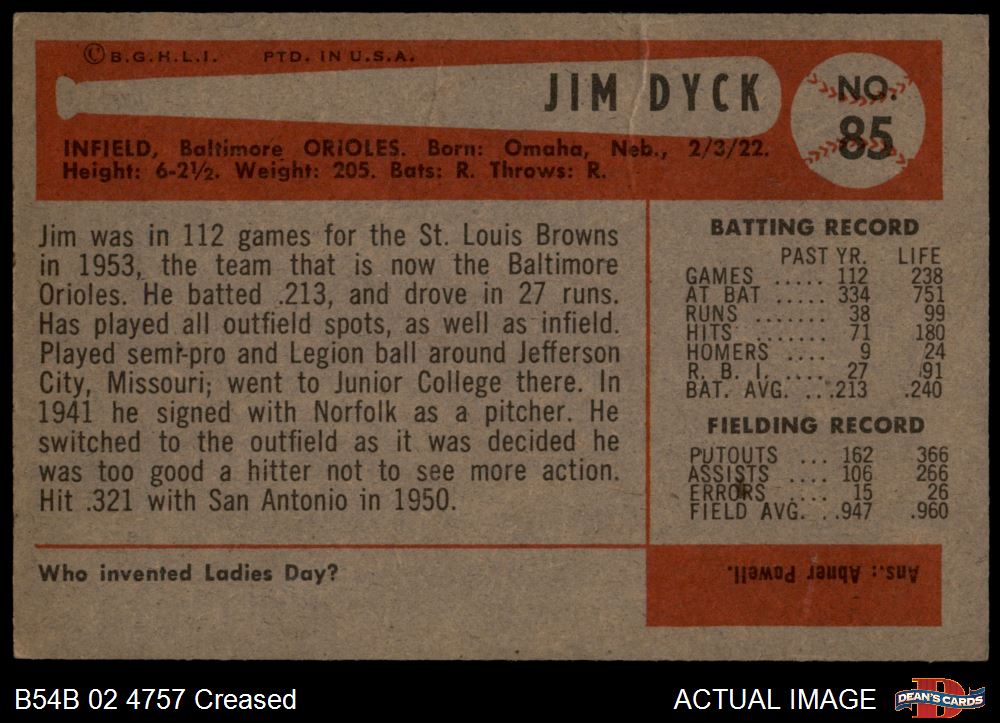 © B.G.H.L.I. PTD. IN U.S.A.
JIM DYCK
NO.
85
INFIELD, Baltimore ORIOLES. Born: Omaha, Neb., 2/3/22.
Height: 6-2½. Weight: 205. Bats: R. Throws: R.
Jim was in 112 games for the St. Louis Browns
in 1953, the team that is now the Baltimore
Orioles. He batted .213, and drove in 27 runs.
Has played all outfield spots, as well as infield.
Played semi-pro and Legion ball around Jefferson
City, Missouri; went to Junior College there. In
1941 he signed with Norfolk as a pitcher. He
switched to the outfield as it was decided he
was too good a hitter not to see more action.
Hit .321 with San Antonio in 1950.
BATTING RECORD
PAST YR. LIFE
GAMES ..... 112 238
AT BAT ..... 334 751
RUNS ....... 38 99
HITS ....... 71 180
HOMERS .... 9 24
R. B. I. .... 27 91
BAT. AVG. ...213 .240
FIELDING RECORD
PUTOUTS ... 162 366
ASSISTS .... 106 266
ERRORS .... 15 26
FIELD AVG. ..947 .960
Who invented Ladies Day?
Ans.: Abner Powell.
B54B 02 4757 Creased
ACTUAL IMAGE
DEAN'S CARDS